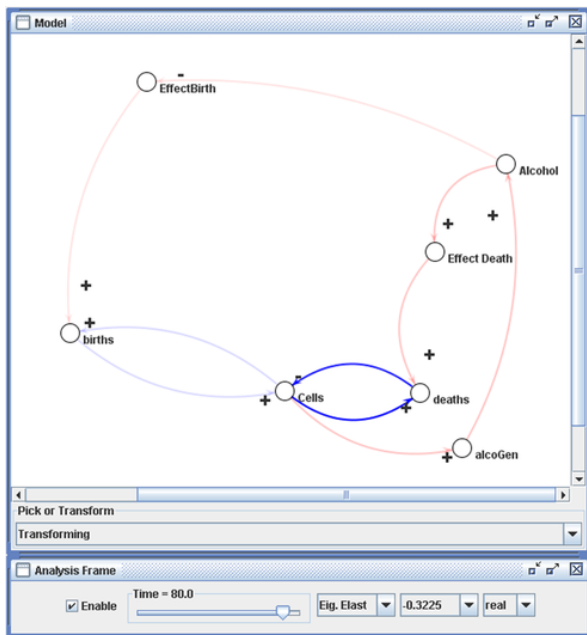 Model
-
EffectBirth
Alcohol
+
+
Effect Death
+
+
births
+
-
Cells
+
deaths
+
+
alcoGen
Pick or Transform
Transforming
Analysis Frame
Time = 80.0
Enable
Eig. Elast
-0.3225
real